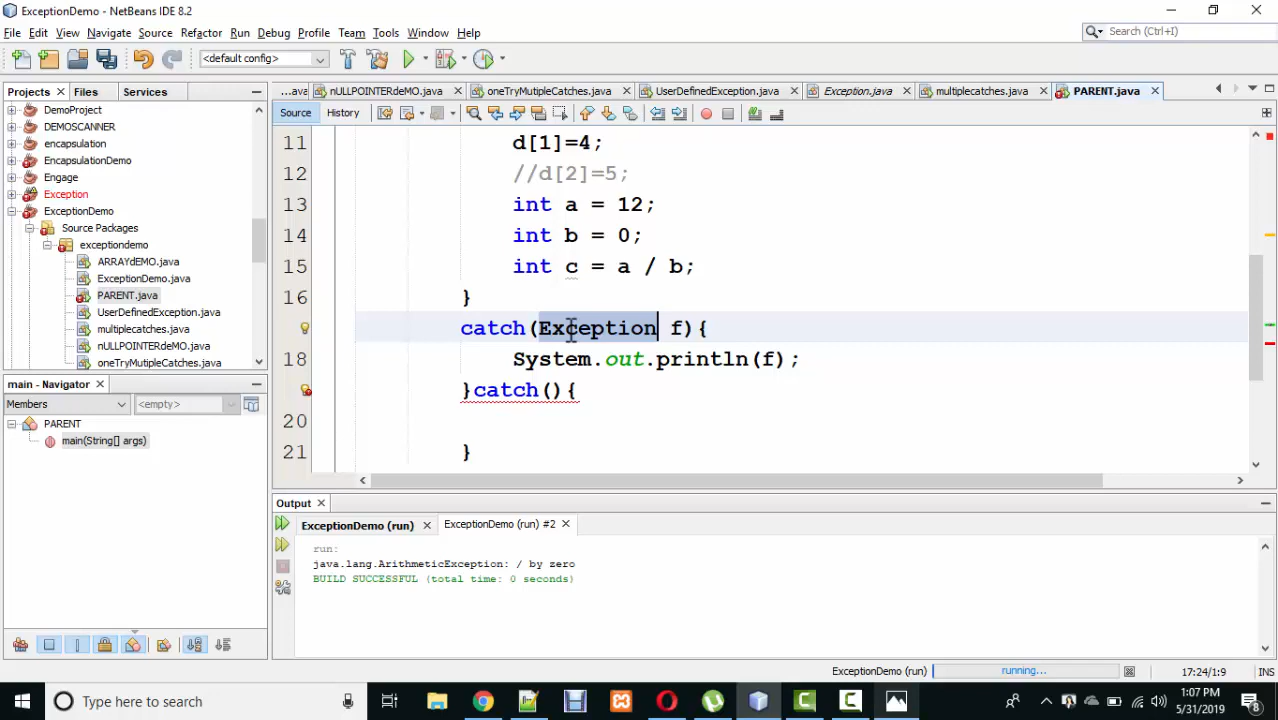 ExceptionDemo - NetBeans IDE 8.2
File Edit View Navigate Source Refactor Run Debug Profile Team Tools Window Help
Search (Ctrl+I)
<default config>
Projects Files Services
...ava nULLPOINTERdeMO.java oneTryMutipleCatches.java UserDefinedException.java Exception.java multiplecatches.java PARENT.java
Source History
DemoProject
DEMOSCANNER
encapsulation
EncapsulationDemo
Engage
Exception
ExceptionDemo
Source Packages
exceptiondemo
ARRAYdEMO.java
ExceptionDemo.java
PARENT.java
UserDefinedException.java
multiplecatches.java
nULLPOINTERdeMO.java
oneTryMutipleCatches.java
11 d[1]=4;
12 //d[2]=5;
13 int a = 12;
14 int b = 0;
15 int c = a / b;
16 }
catch(Exception f){
18 System.out.println(f);
}catch(){
20
21 }
main - Navigator
Members <empty>
PARENT
main(String[] args)
Output
ExceptionDemo (run) ExceptionDemo (run) #2
run:
java.lang.ArithmeticException: / by zero
BUILD SUCCESSFUL (total time: 0 seconds)
ExceptionDemo (run) running... 17:24/1:9 INS
Type here to search
1:07 PM
5/31/2019
8